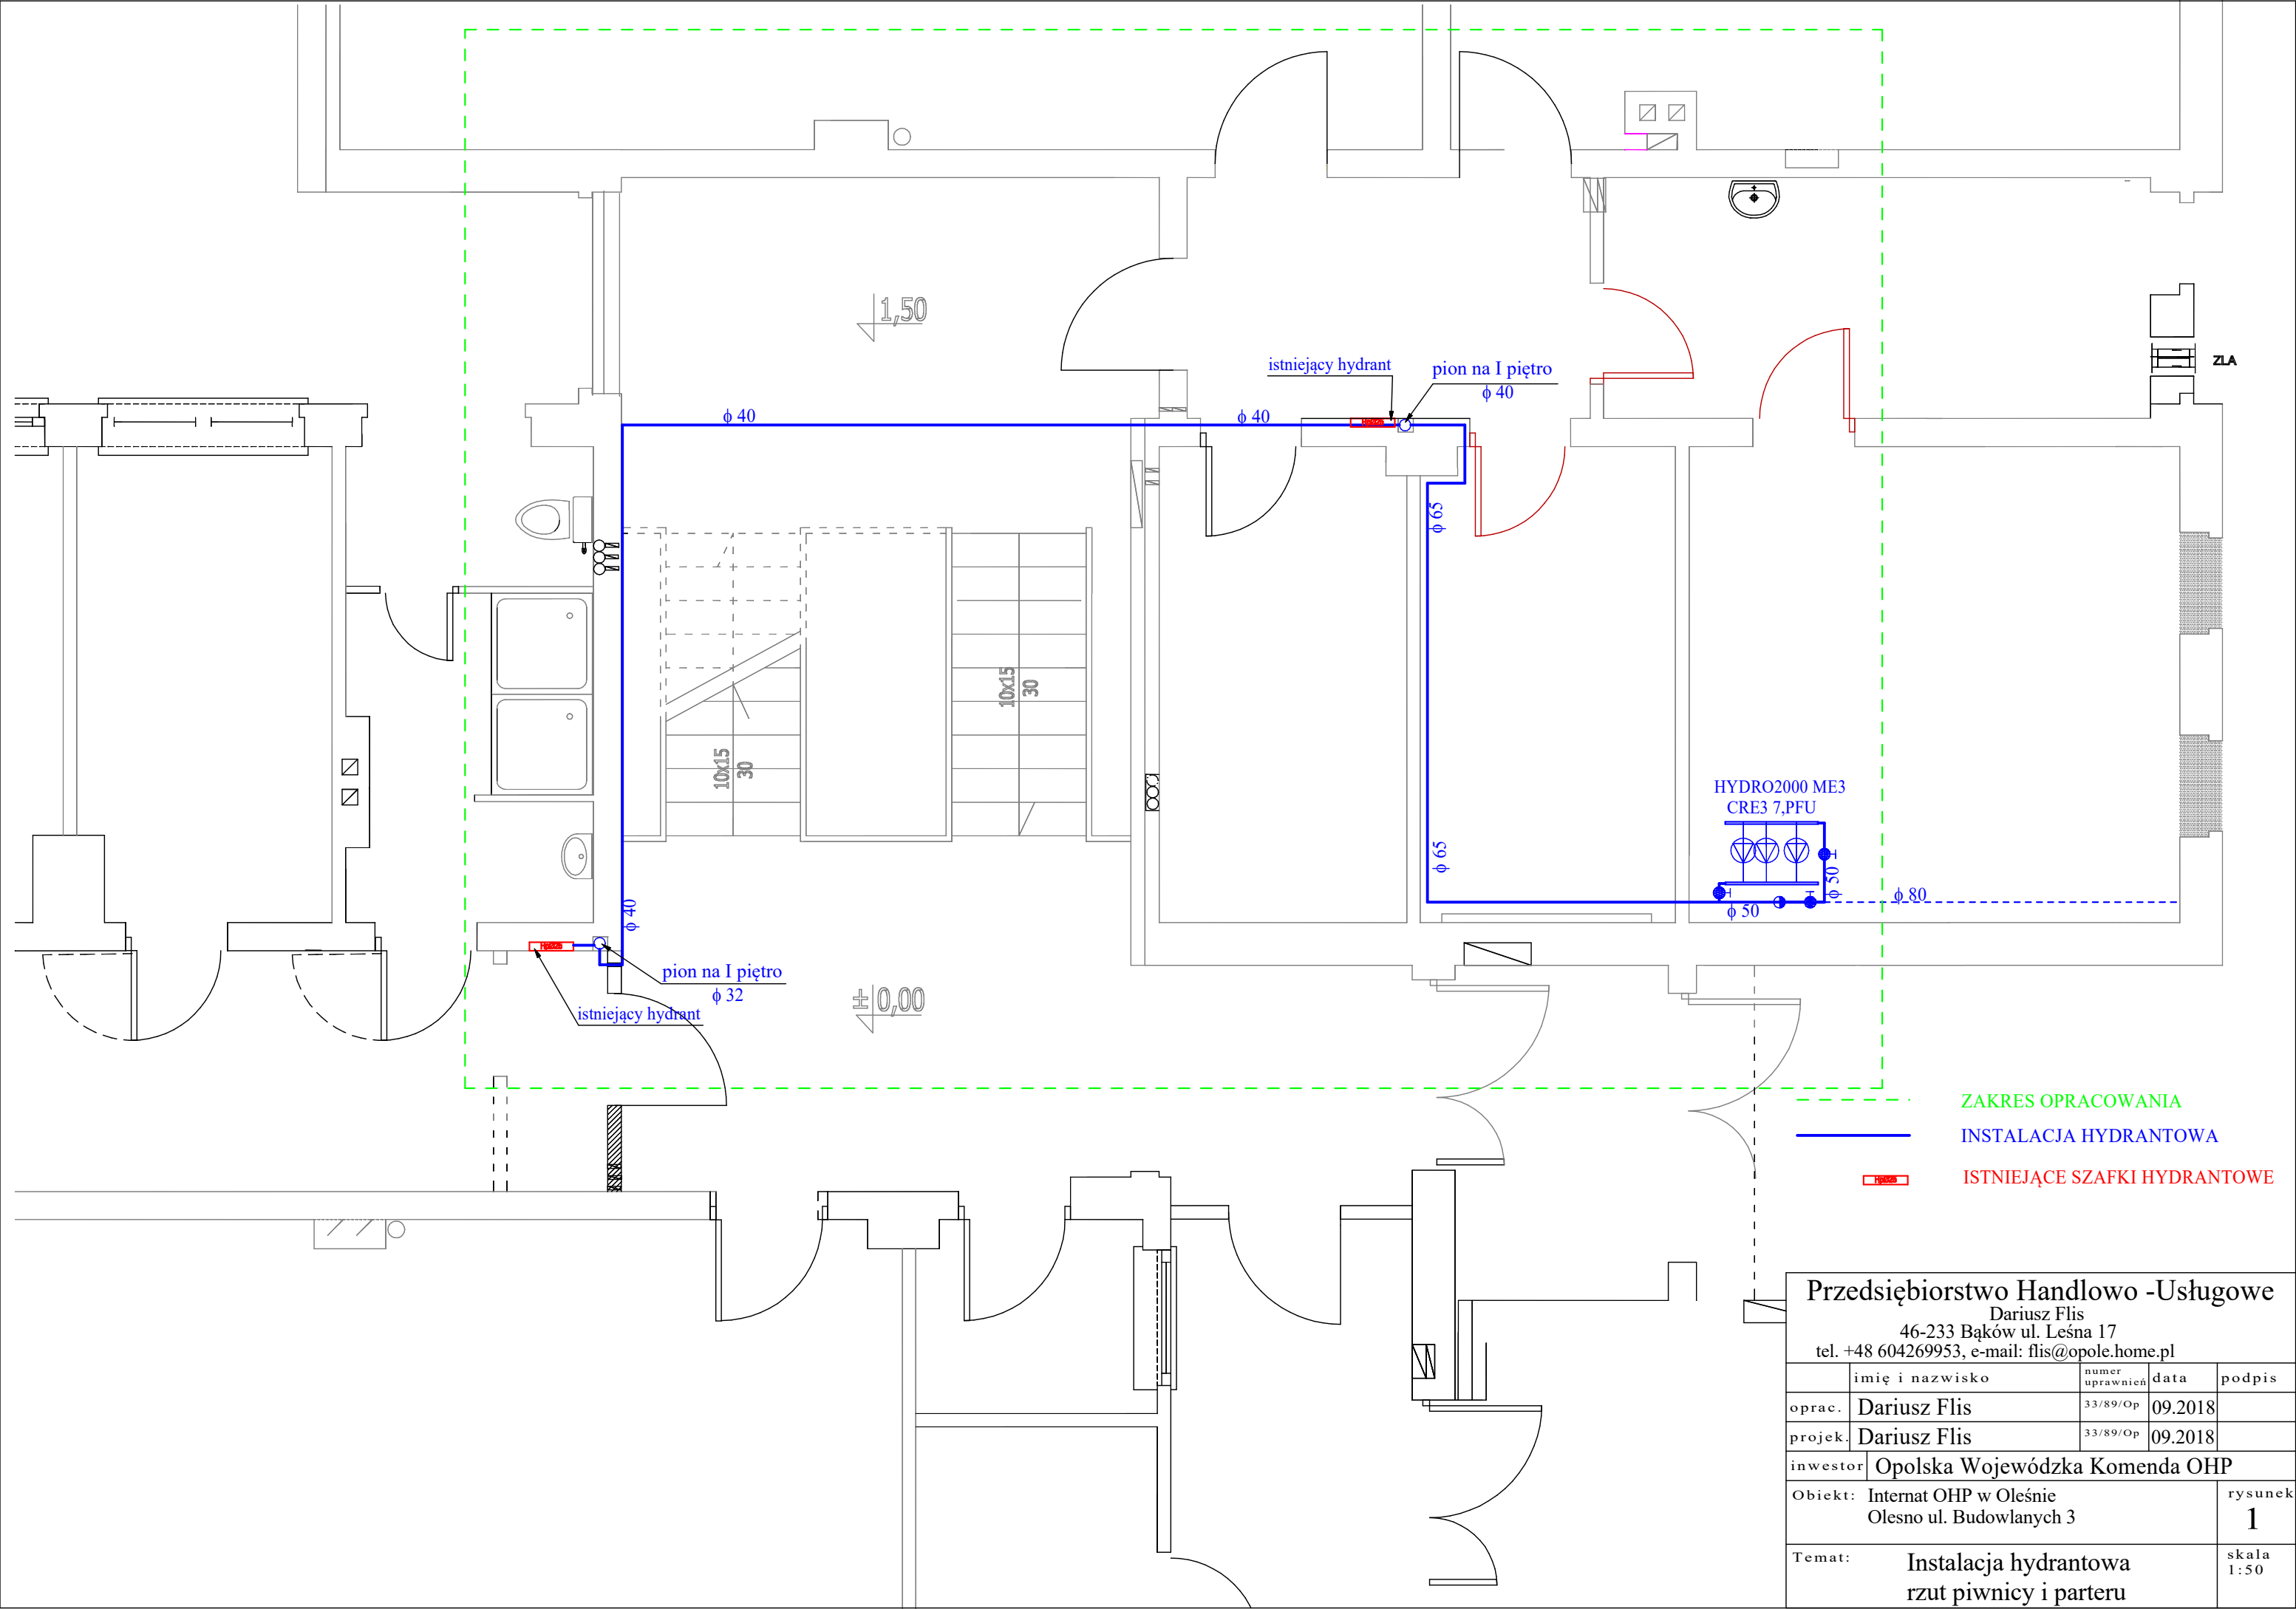 1,50
istniejący hydrant
pion na I piętro
ϕ 40
ϕ 40
ϕ 40
ZLA
ϕ 65
10x15
30
10x15
30
HYDRO2000 ME3
CRE3 7,PFU
ϕ 65
ϕ 50
ϕ 80
ϕ 50
ϕ 40
pion na I piętro
ϕ 32
istniejący hydrant
±0,00
ZAKRES OPRACOWANIA
INSTALACJA HYDRANTOWA
ISTNIEJĄCE SZAFKI HYDRANTOWE
Przedsiębiorstwo Handlowo -Usługowe
Dariusz Flis
46-233 Bąków ul. Leśna 17
tel. +48 604269953, e-mail: flis@opole.home.pl
imię i nazwisko
numer
uprawnień
data
podpis
oprac.
Dariusz Flis
33/89/Op
09.2018
projek.
Dariusz Flis
33/89/Op
09.2018
inwestor
Opolska Wojewódzka Komenda OHP
Obiekt:
Internat OHP w Oleśnie
Olesno ul. Budowlanych 3
rysunek
1
Temat:
Instalacja hydrantowa
rzut piwnicy i parteru
skala
1:50